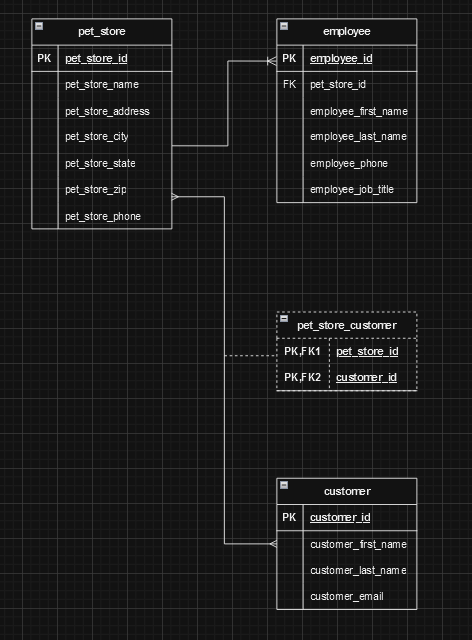 pet_store
PK pet_store_id
pet_store_name
pet_store_address
pet_store_city
pet_store_state
pet_store_zip
pet_store_phone
employee
PK employee_id
FK pet_store_id
employee_first_name
employee_last_name
employee_phone
employee_job_title
pet_store_customer
PK,FK1 pet_store_id
PK,FK2 customer_id
customer
PK customer_id
customer_first_name
customer_last_name
customer_email